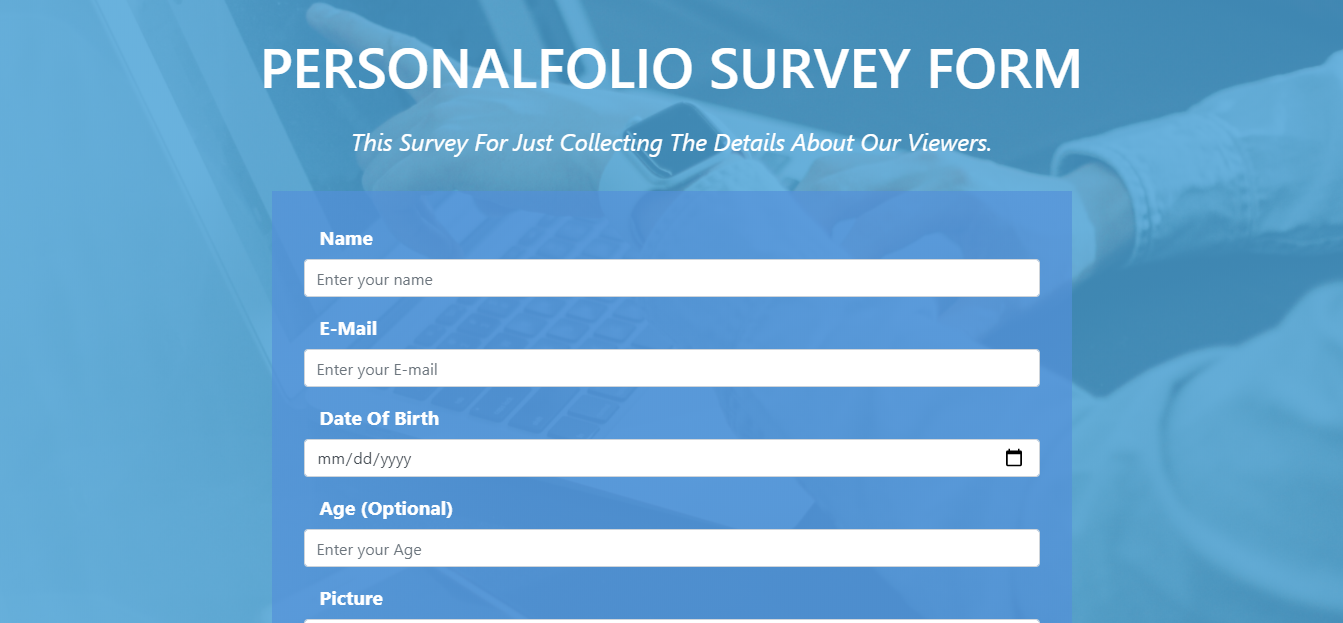 PERSONALFOLIO SURVEY FORM
This Survey For Just Collecting The Details About Our Viewers.
Name
Enter your name
E-Mail
Enter your E-mail
Date Of Birth
mm/dd/yyyy
Age (Optional)
Enter your Age
Picture